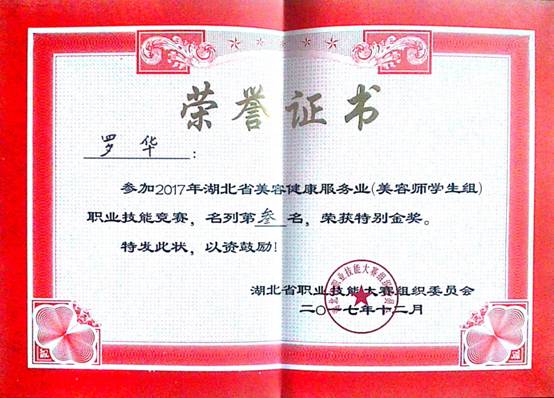 荣誉证书
罗华：
参加2017年湖北省美容健康服务业(美容师学生组)
职业技能竞赛，名列第叁名，荣获特别金奖。
特发此状，以资鼓励！
湖北省职业技能大赛组织委员会
二〇一七年十二月